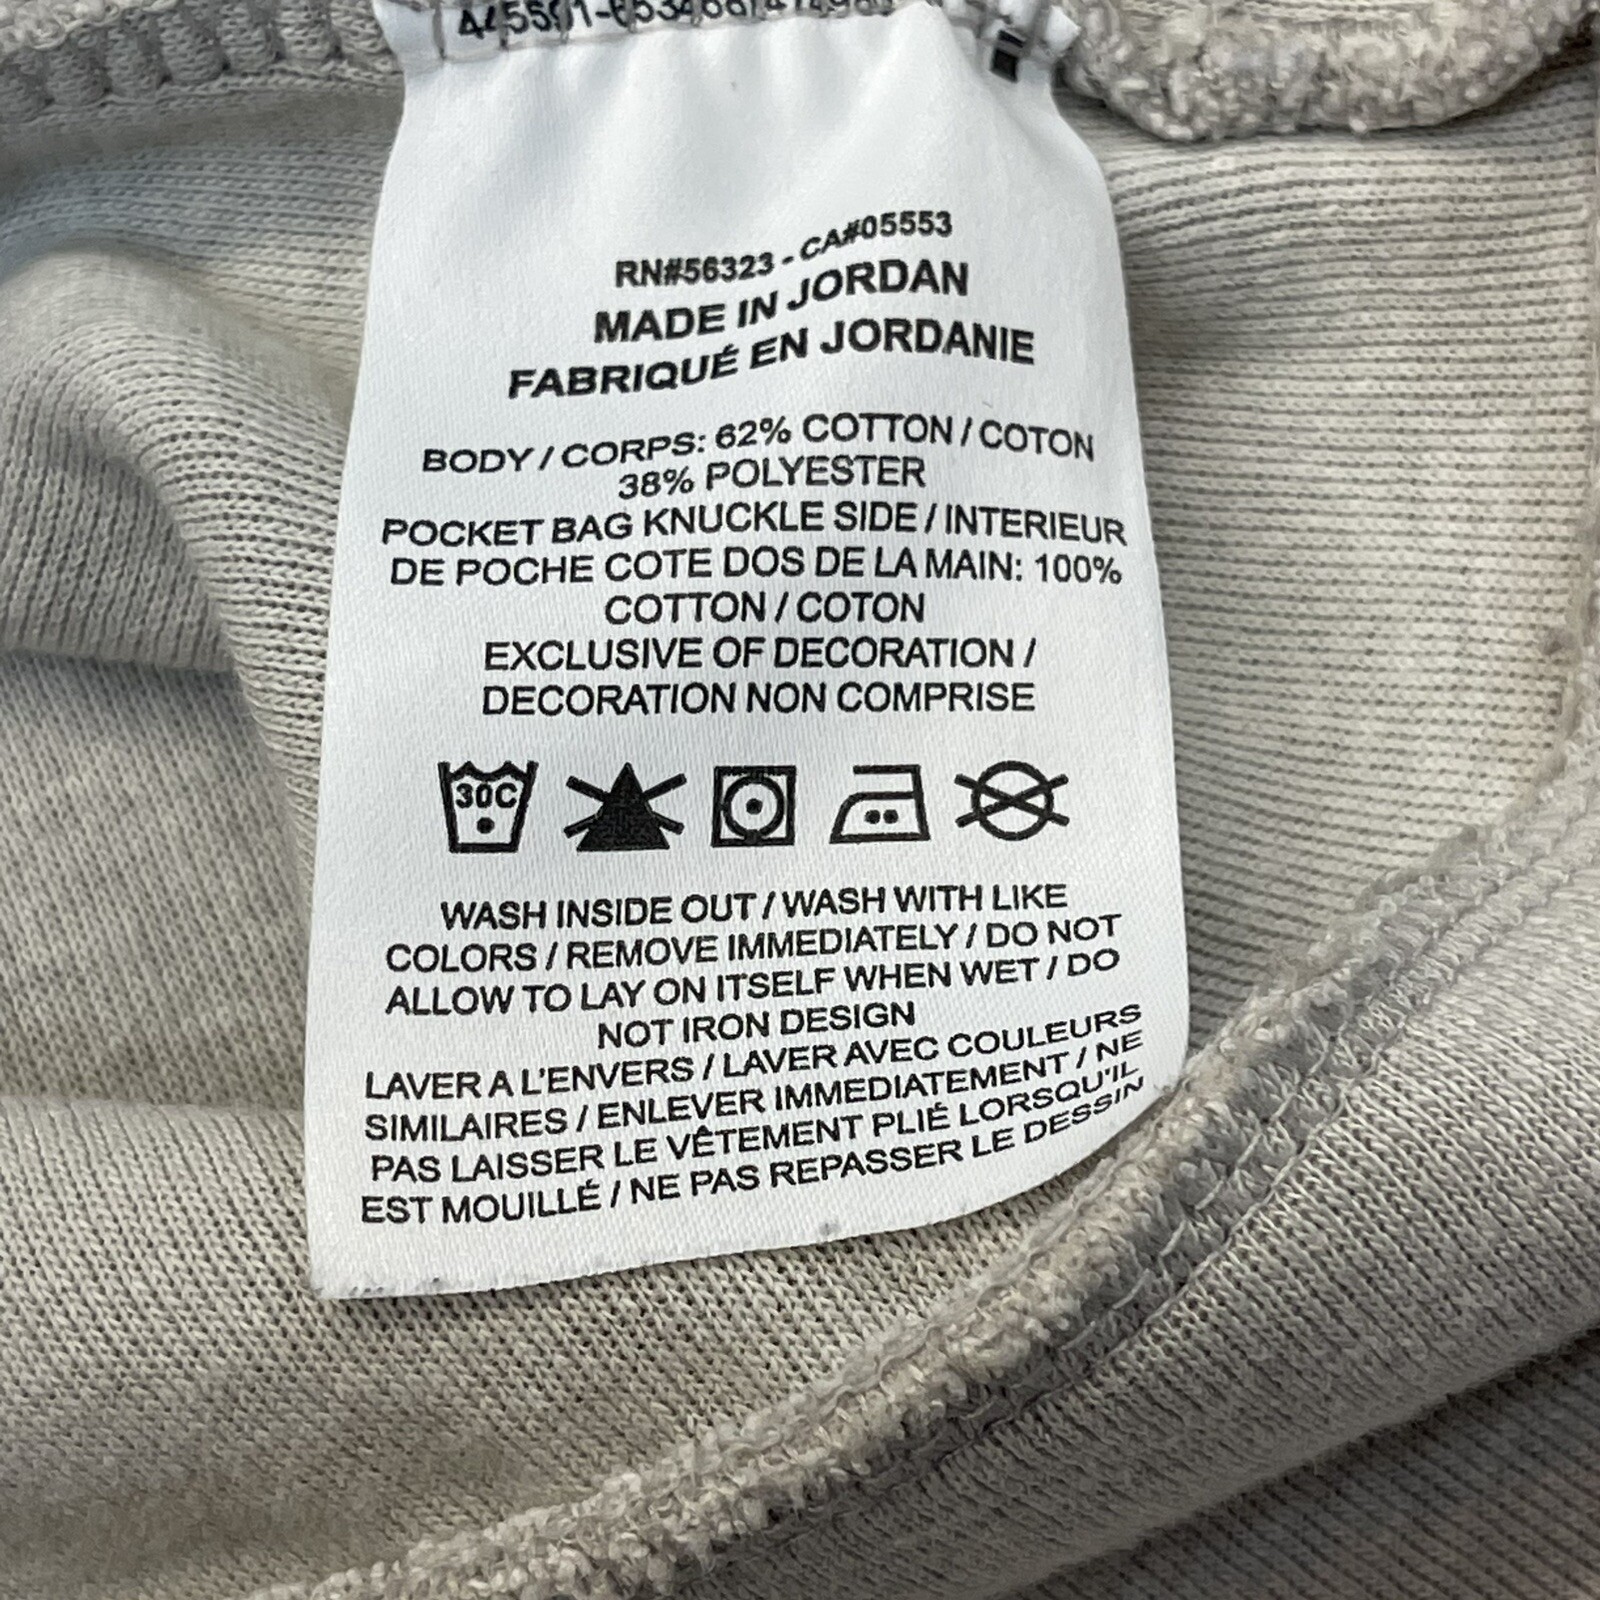 RN#56323 - CA#05553
MADE IN JORDAN
FABRIQUÉ EN JORDANIE
BODY / CORPS: 62% COTTON / COTON
38% POLYESTER
POCKET BAG KNUCKLE SIDE / INTERIEUR
DE POCHE COTE DOS DE LA MAIN: 100%
COTTON / COTON
EXCLUSIVE OF DECORATION /
DECORATION NON COMPRISE
30C
WASH INSIDE OUT / WASH WITH LIKE
COLORS / REMOVE IMMEDIATELY / DO NOT
ALLOW TO LAY ON ITSELF WHEN WET / DO
NOT IRON DESIGN
LAVER A L'ENVERS / LAVER AVEC COULEURS
SIMILAIRES / ENLEVER IMMEDIATEMENT / NE
PAS LAISSER LE VÊTEMENT PLIÉ LORSQU'IL
EST MOUILLÉ / NE PAS REPASSER LE DESSIN